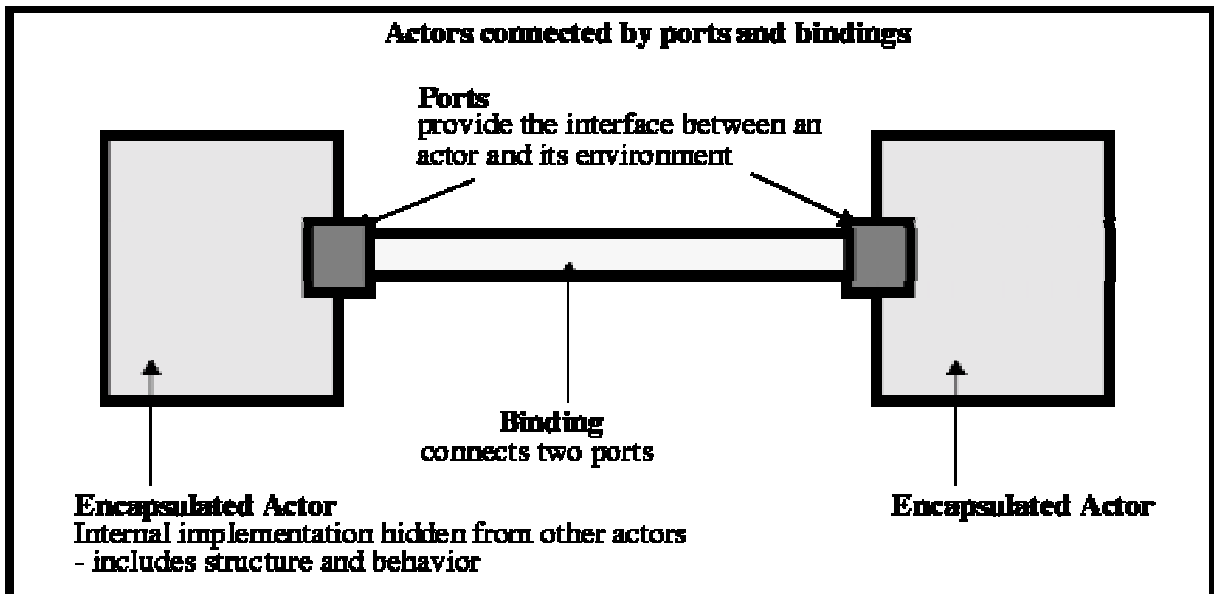 Actors connected by ports and bindings
Ports
provide the interface between an
actor and its environment
Binding
connects two ports
Encapsulated Actor
Internal implementation hidden from other actors
- includes structure and behavior
Encapsulated Actor